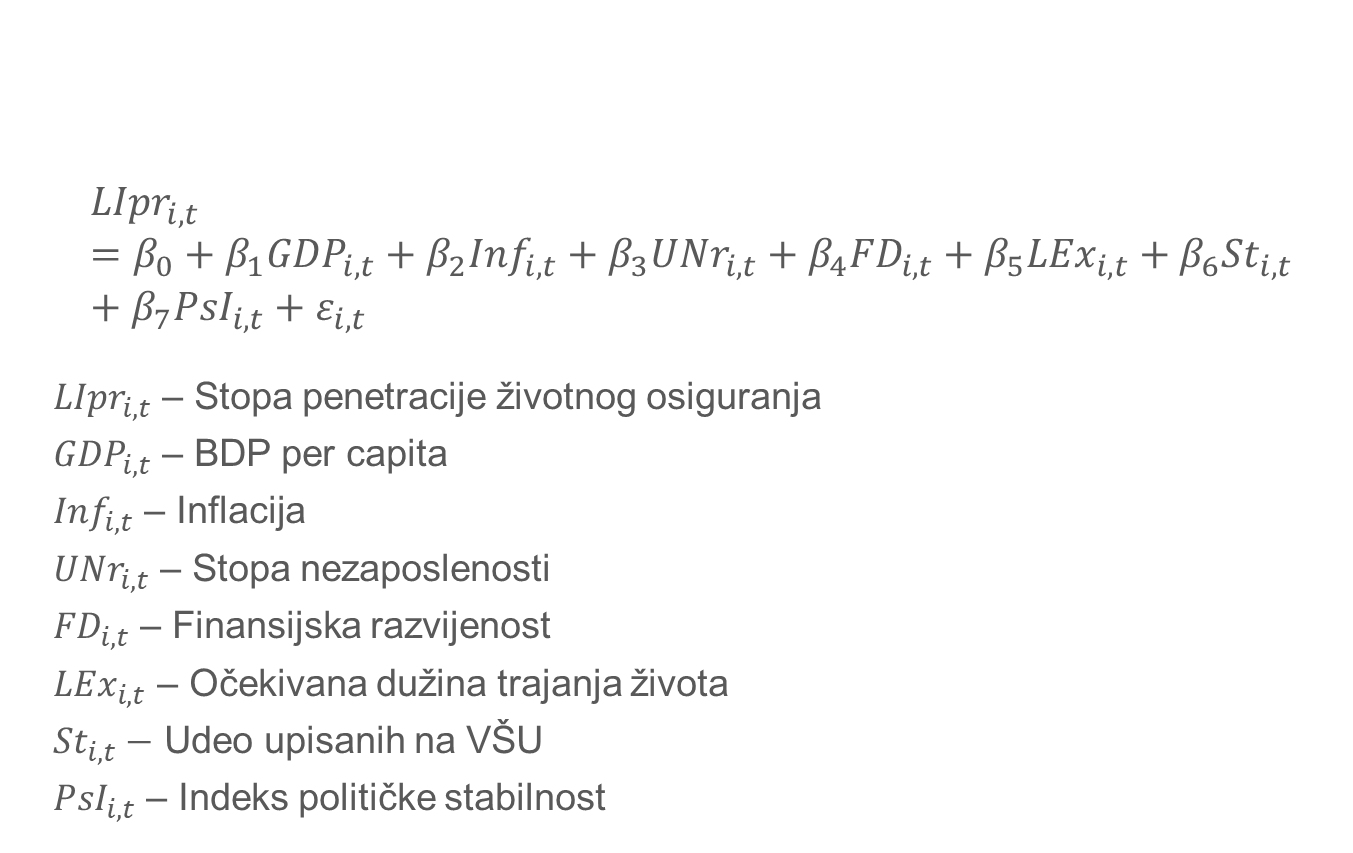 LIpr_{i,t}
= β_0 + β_1GDP_{i,t} + β_2Inf_{i,t} + β_3UNr_{i,t} + β_4FD_{i,t} + β_5LEx_{i,t} + β_6St_{i,t}
+ β_7PsI_{i,t} + ε_{i,t}
LIpr_{i,t} – Stopa penetracije životnog osiguranja
GDP_{i,t} – BDP per capita
Inf_{i,t} – Inflacija
UNr_{i,t} – Stopa nezaposlenosti
FD_{i,t} – Finansijska razvijenost
LEx_{i,t} – Očekivana dužina trajanja života
St_{i,t} – Udeo upisanih na VŠU
PsI_{i,t} – Indeks političke stabilnost